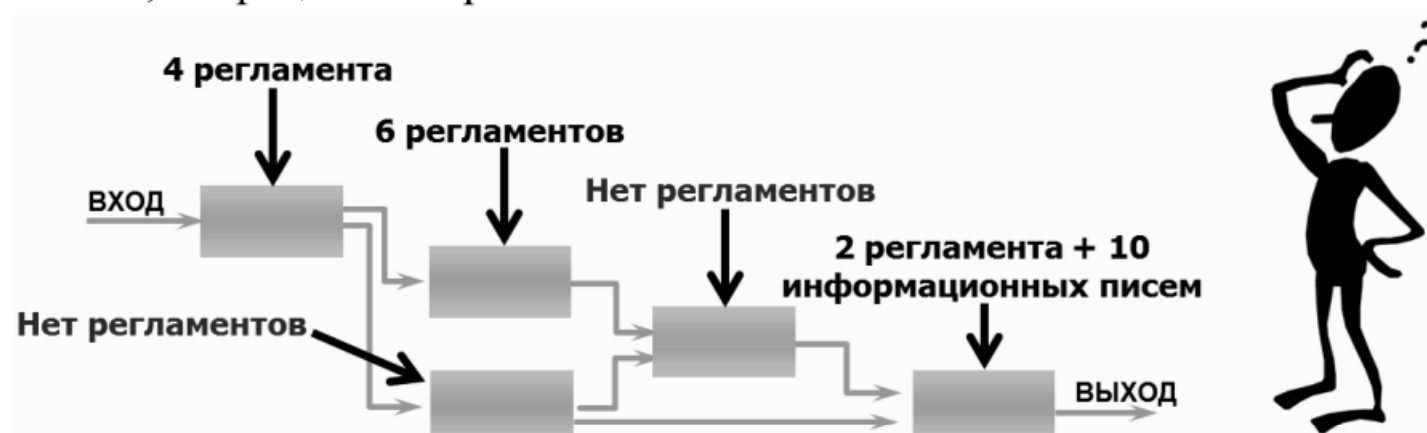 4 регламента
6 регламентов
ВХОД
Нет регламентов
2 регламента + 10
информационных писем
Нет регламентов
ВЫХОД